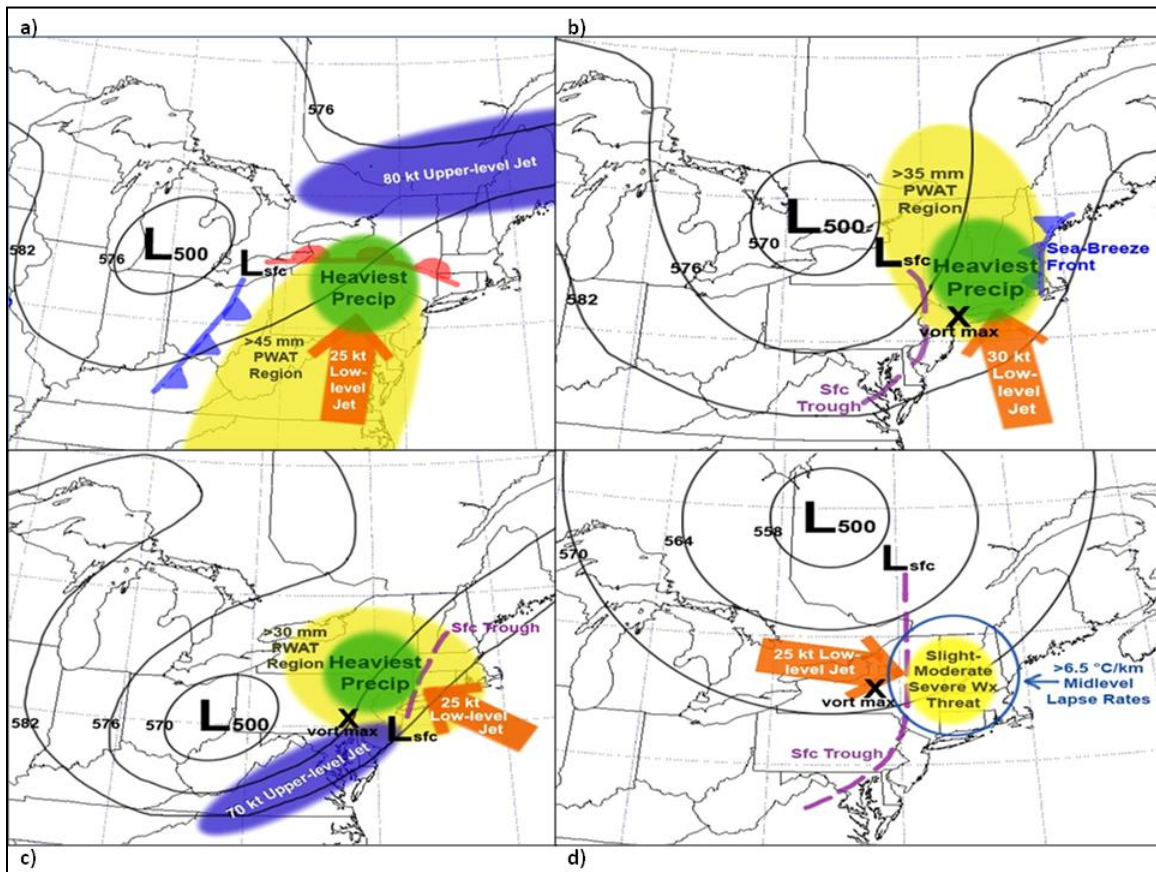 a)
576
80 kt Upper-level Jet
582
576
L500
Lsfc
Heaviest
Precip
>45 mm
PWAT
Region
25 kt
Low-
level
Jet
b)
>35 mm
PWAT
Region
L500
570
Lsfc
576
582
Heaviest
Precip
Sea-Breeze
Front
X
vort max
30 kt
Low-
level
Jet
Sfc
Trough
>30 mm
PWAT
Region
Sfc Trough
Heaviest
Precip
582
576
570
L500
X
vort max
Lsfc
25 kt
Low-level
Jet
70 kt Upper-level Jet
c)
L500
558
564
570
Lsfc
25 kt Low-
level Jet
X
vort max
Slight-
Moderate
Severe Wx
Threat
>6.5 °C/km
Midlevel
Lapse Rates
Sfc Trough
d)